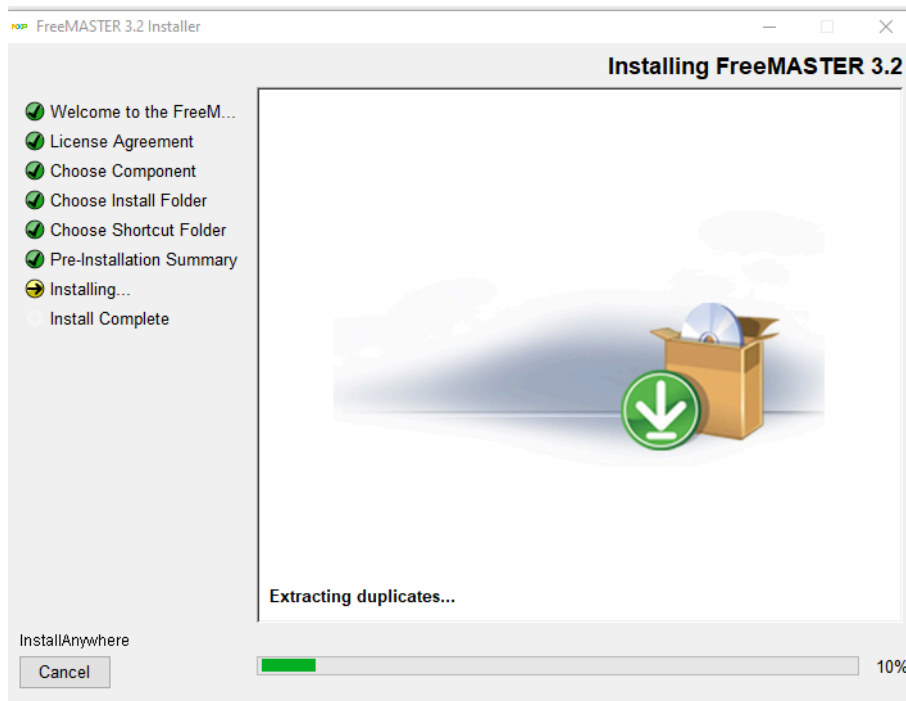 FreeMASTER 3.2 Installer
Installing FreeMASTER 3.2
Welcome to the FreeM...
License Agreement
Choose Component
Choose Install Folder
Choose Shortcut Folder
Pre-Installation Summary
Installing...
Install Complete
Extracting duplicates...
InstallAnywhere
Cancel
10%